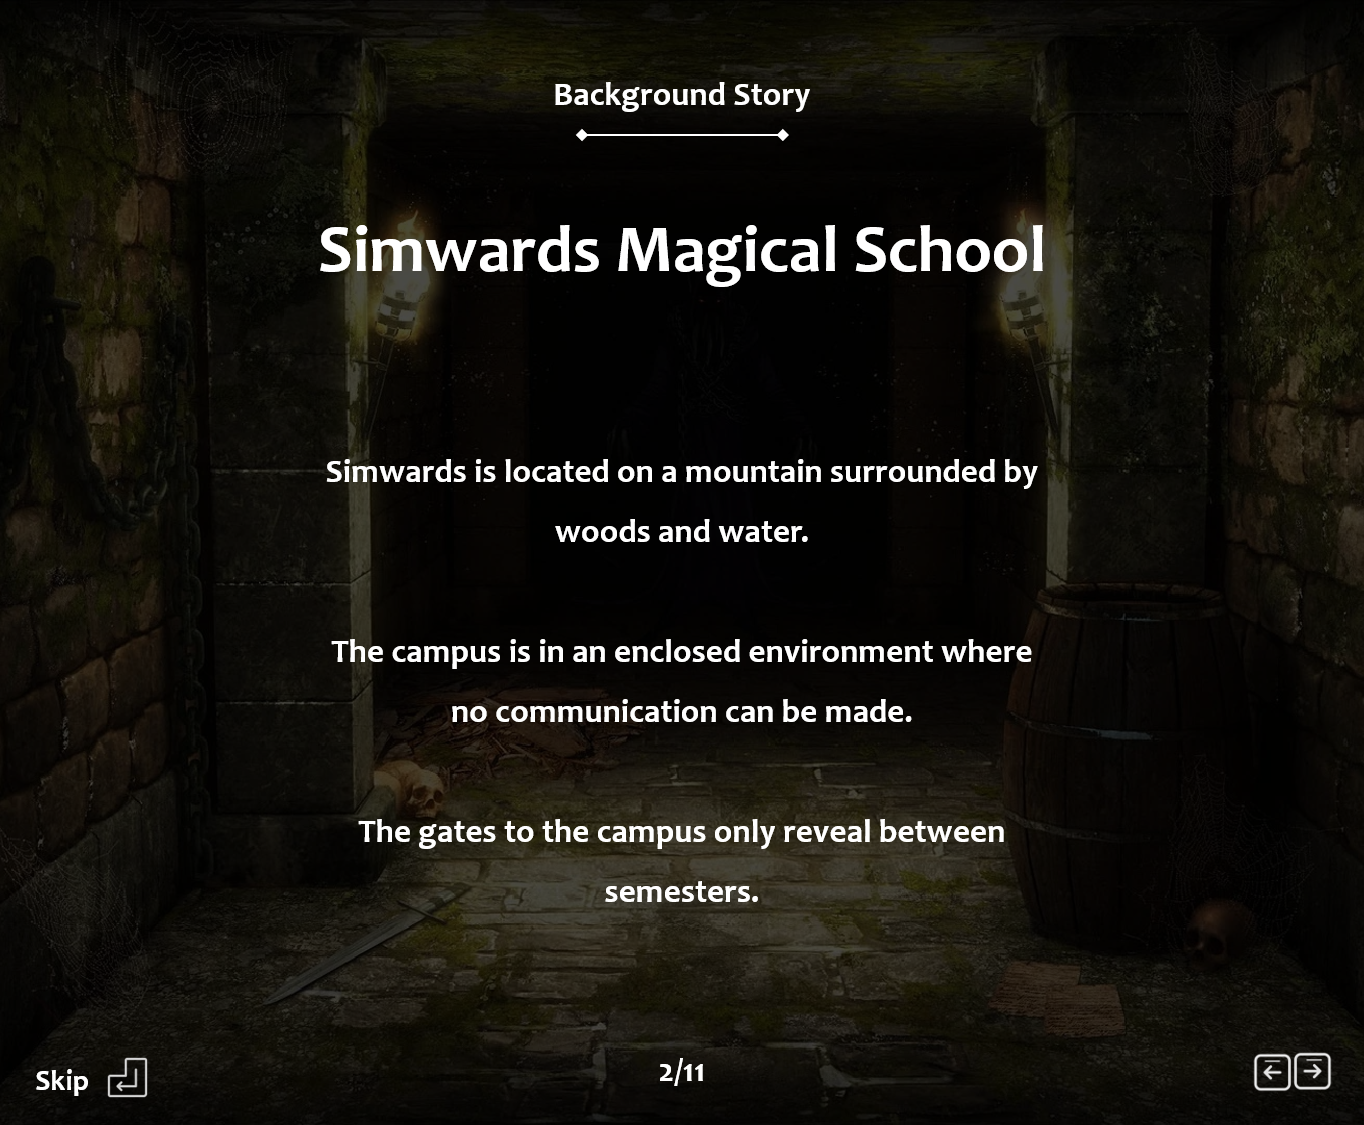 Background Story
Simwards Magical School
Simwards is located on a mountain surrounded by
woods and water.
The campus is in an enclosed environment where
no communication can be made.
The gates to the campus only reveal between
semesters.
Skip
2/11